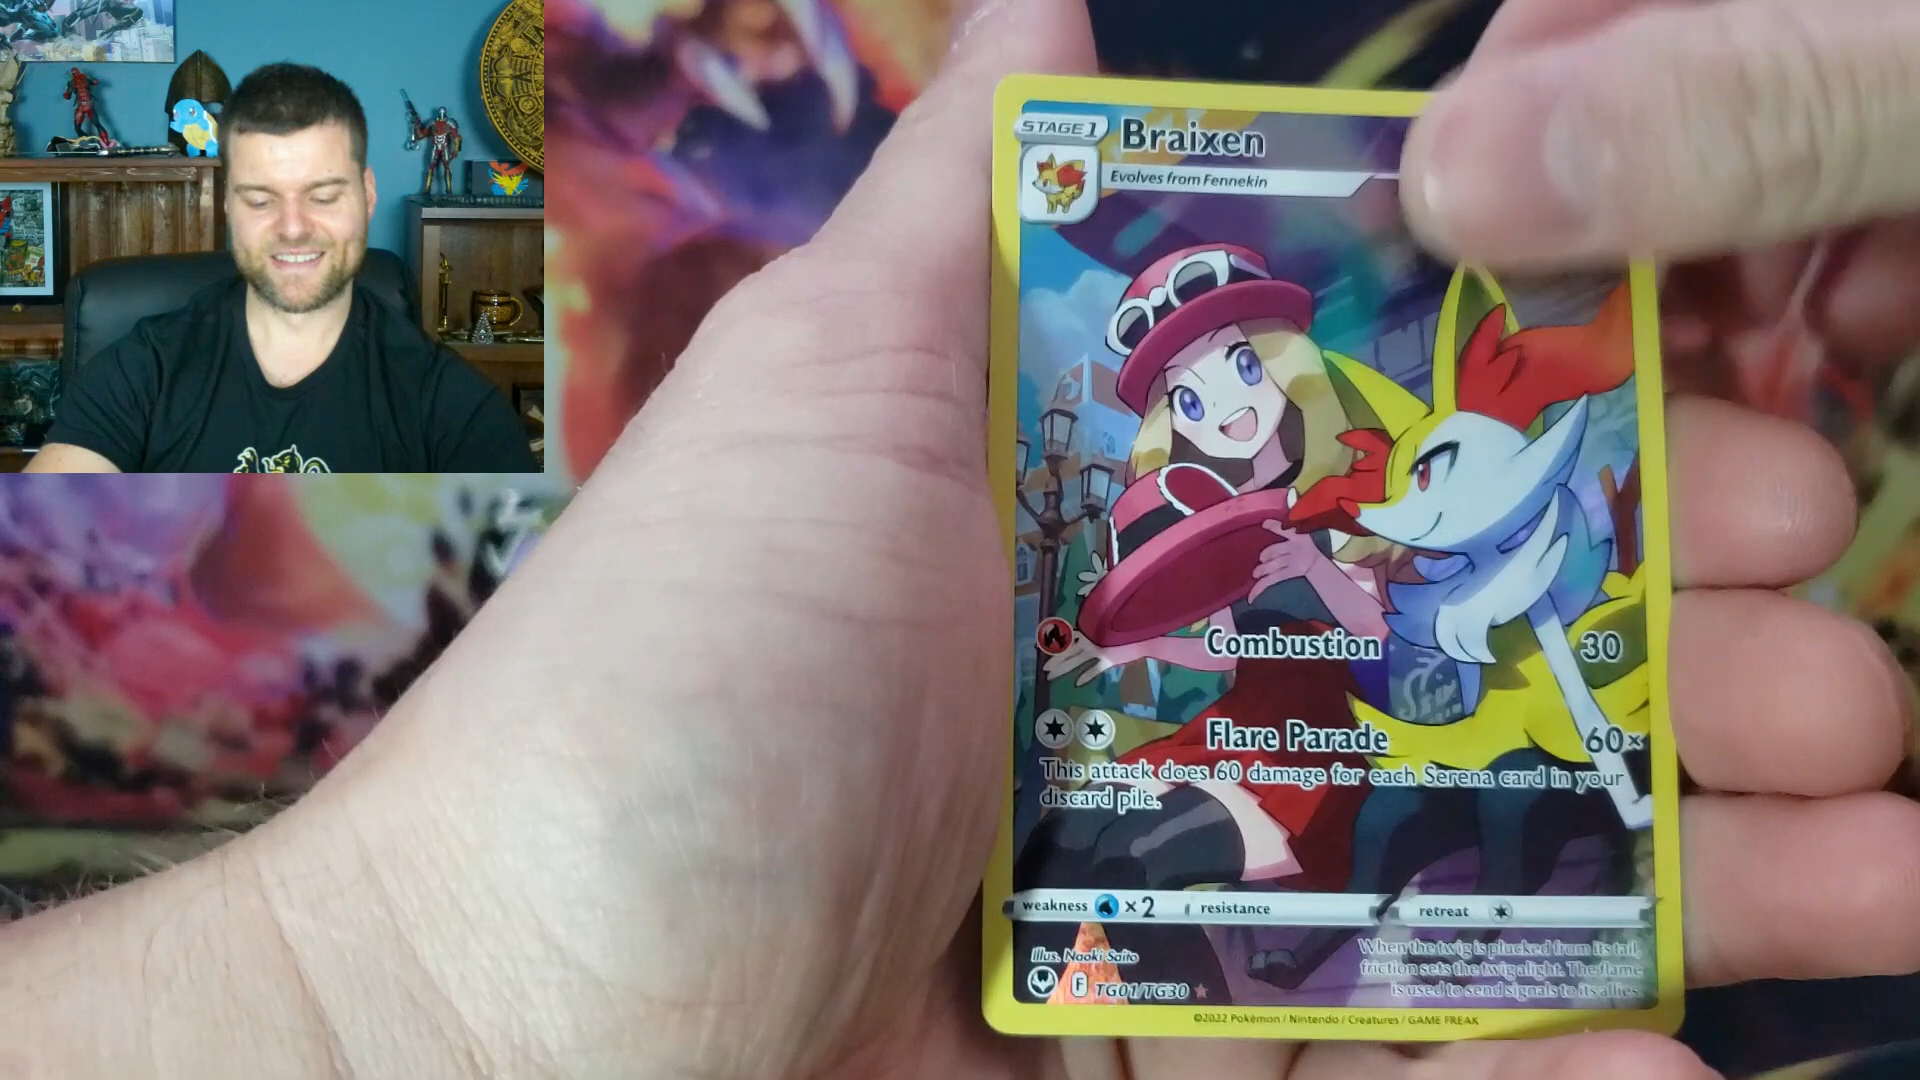 STAGE 1
Braixen
Evolves from Fennekin
Combustion 30
Flare Parade 60×
This attack does 60 damage for each Serena card in your
discard pile.
weakness ×2 resistance retreat
Illus. Naoki Saito
When the twig is plucked from its tail,
friction sets the twig alight. The flame
is used to send signals to its allies.
F TG01/TG30
©2022 Pokémon / Nintendo / Creatures / GAME FREAK